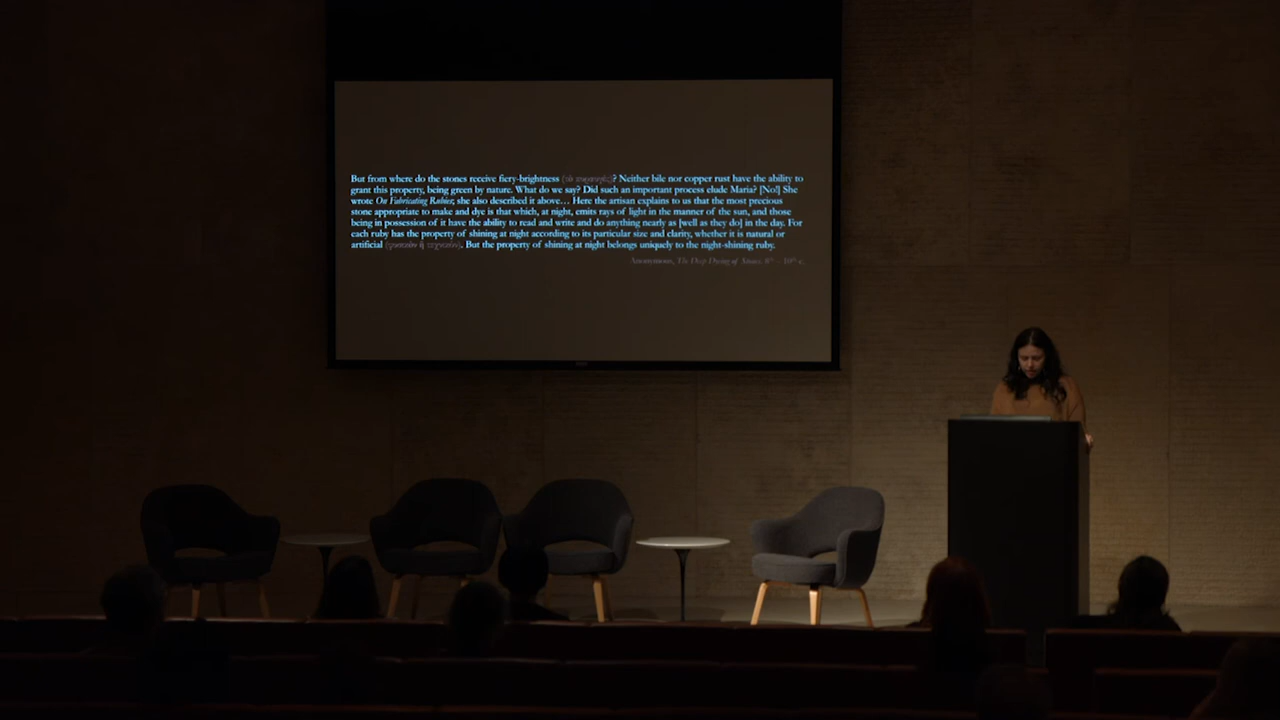 But from where do the stones receive fiery-brightness ? Neither bile nor copper rust have the ability to
grant this property, being green by nature. What do we say? Did such an important process elude Maria? [No!] She
wrote On Fabricating Rubies; she also described it above… Here the artisan explains to us that the most precious
stone appropriate to make and dye is that which, at night, emits rays of light in the manner of the sun, and those
being in possession of it have the ability to read and write and do anything nearly as [well as they do] in the day. For
each ruby has the property of shining at night according to its particular size and clarity, whether it is natural or
artificial . But the property of shining at night belongs uniquely to the night-shining ruby.
Anonymous, The Deep Dyeing of Stones, 8th – 10th c.